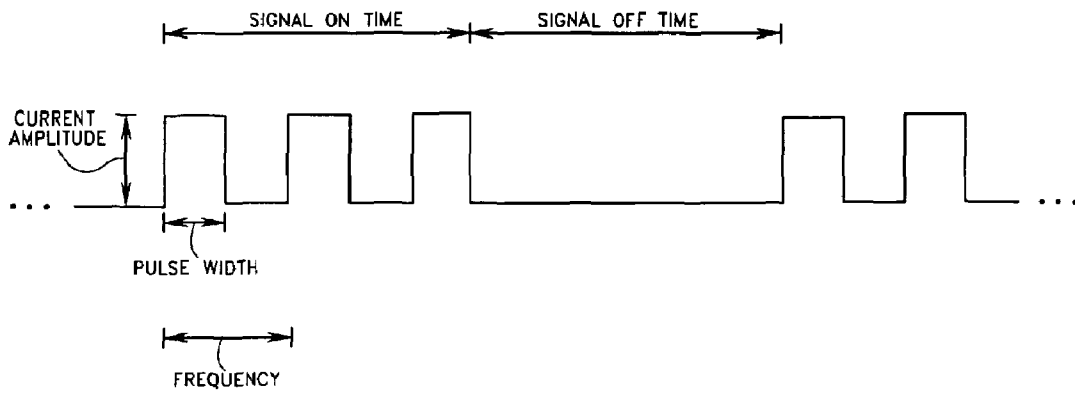 SIGNAL ON TIME
SIGNAL OFF TIME
CURRENT
AMPLITUDE
...
...
PULSE WIDTH
FREQUENCY